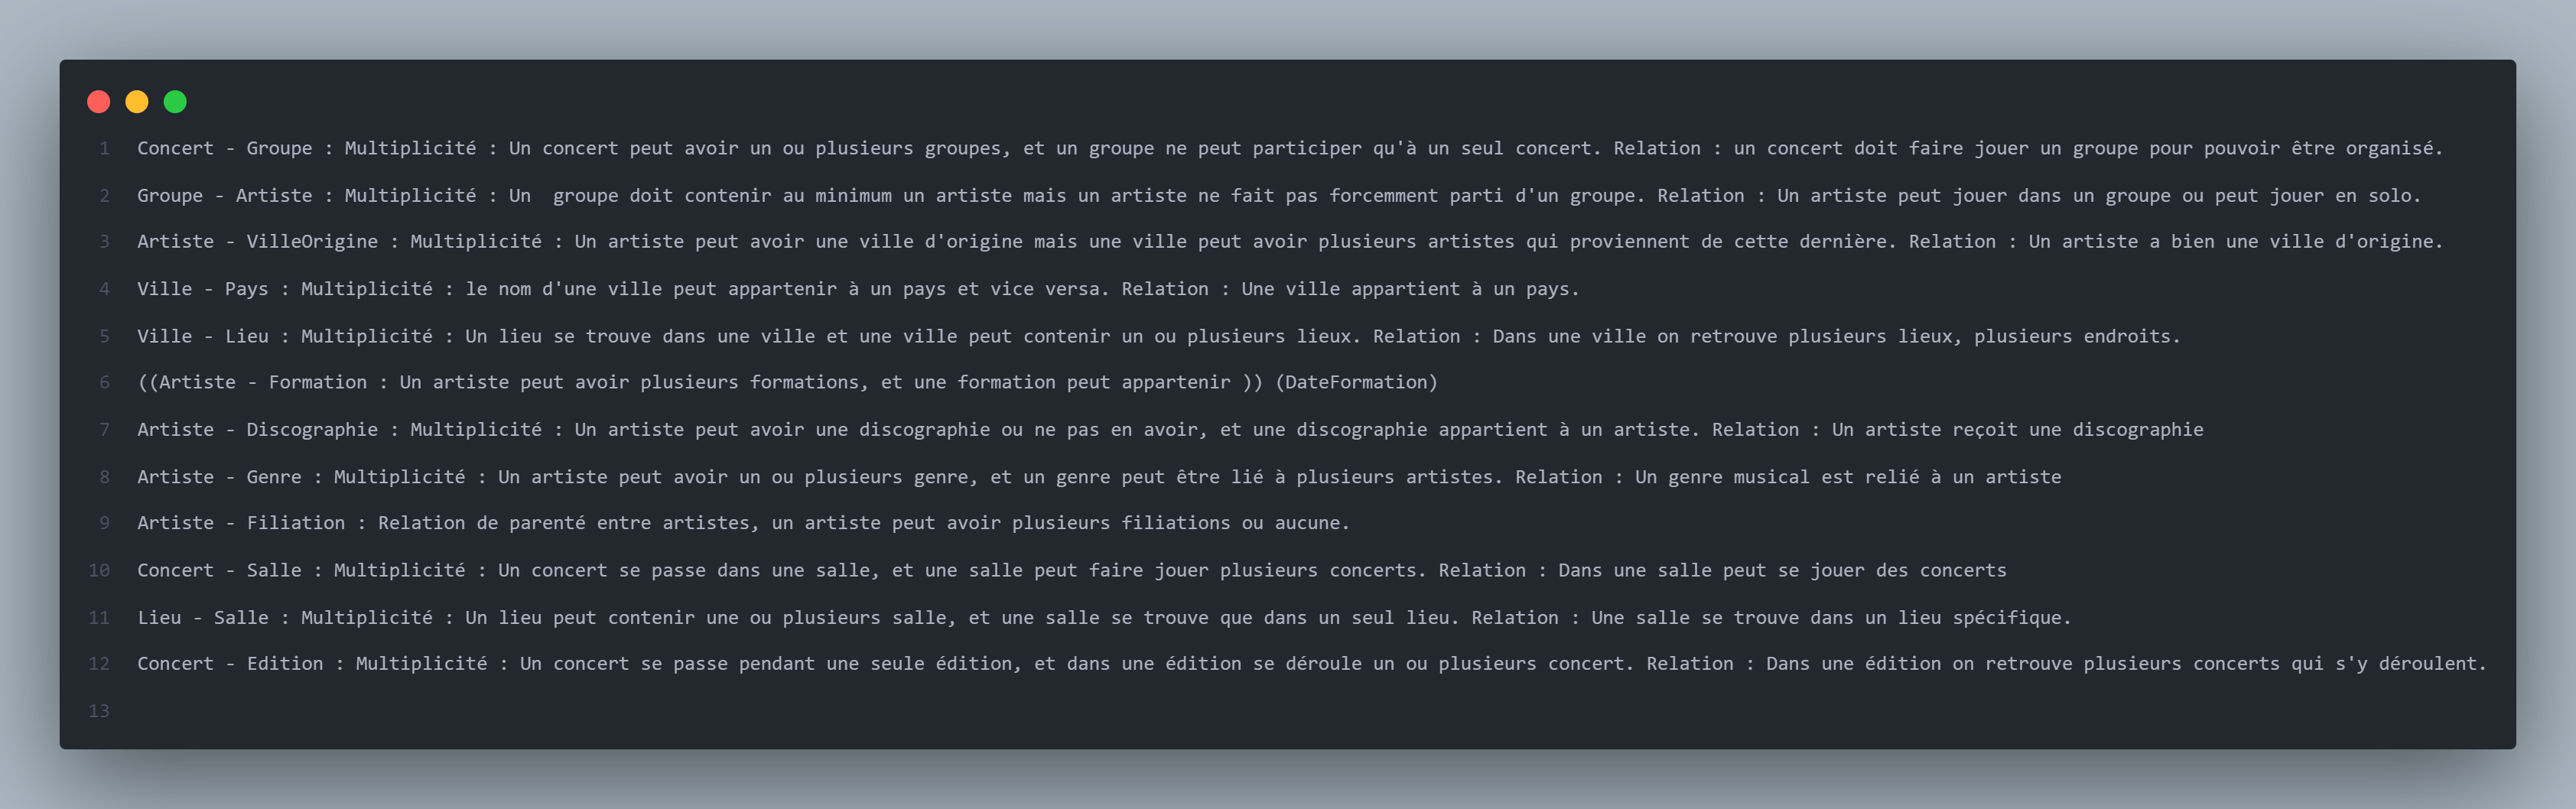 1 Concert - Groupe : Multiplicité : Un concert peut avoir un ou plusieurs groupes, et un groupe ne peut participer qu'à un seul concert. Relation : un concert doit faire jouer un groupe pour pouvoir être organisé.
2 Groupe - Artiste : Multiplicité : Un  groupe doit contenir au minimum un artiste mais un artiste ne fait pas forcemment parti d'un groupe. Relation : Un artiste peut jouer dans un groupe ou peut jouer en solo.
3 Artiste - VilleOrigine : Multiplicité : Un artiste peut avoir une ville d'origine mais une ville peut avoir plusieurs artistes qui proviennent de cette dernière. Relation : Un artiste a bien une ville d'origine.
4 Ville - Pays : Multiplicité : le nom d'une ville peut appartenir à un pays et vice versa. Relation : Une ville appartient à un pays.
5 Ville - Lieu : Multiplicité : Un lieu se trouve dans une ville et une ville peut contenir un ou plusieurs lieux. Relation : Dans une ville on retrouve plusieurs lieux, plusieurs endroits.
6 ((Artiste - Formation : Un artiste peut avoir plusieurs formations, et une formation peut appartenir )) (DateFormation)
7 Artiste - Discographie : Multiplicité : Un artiste peut avoir une discographie ou ne pas en avoir, et une discographie appartient à un artiste. Relation : Un artiste reçoit une discographie
8 Artiste - Genre : Multiplicité : Un artiste peut avoir un ou plusieurs genre, et un genre peut être lié à plusieurs artistes. Relation : Un genre musical est relié à un artiste
9 Artiste - Filiation : Relation de parenté entre artistes, un artiste peut avoir plusieurs filiations ou aucune.
10 Concert - Salle : Multiplicité : Un concert se passe dans une salle, et une salle peut faire jouer plusieurs concerts. Relation : Dans une salle peut se jouer des concerts
11 Lieu - Salle : Multiplicité : Un lieu peut contenir une ou plusieurs salle, et une salle se trouve que dans un seul lieu. Relation : Une salle se trouve dans un lieu spécifique.
12 Concert - Edition : Multiplicité : Un concert se passe pendant une seule édition, et dans une édition se déroule un ou plusieurs concert. Relation : Dans une édition on retrouve plusieurs concerts qui s'y déroulent.
13